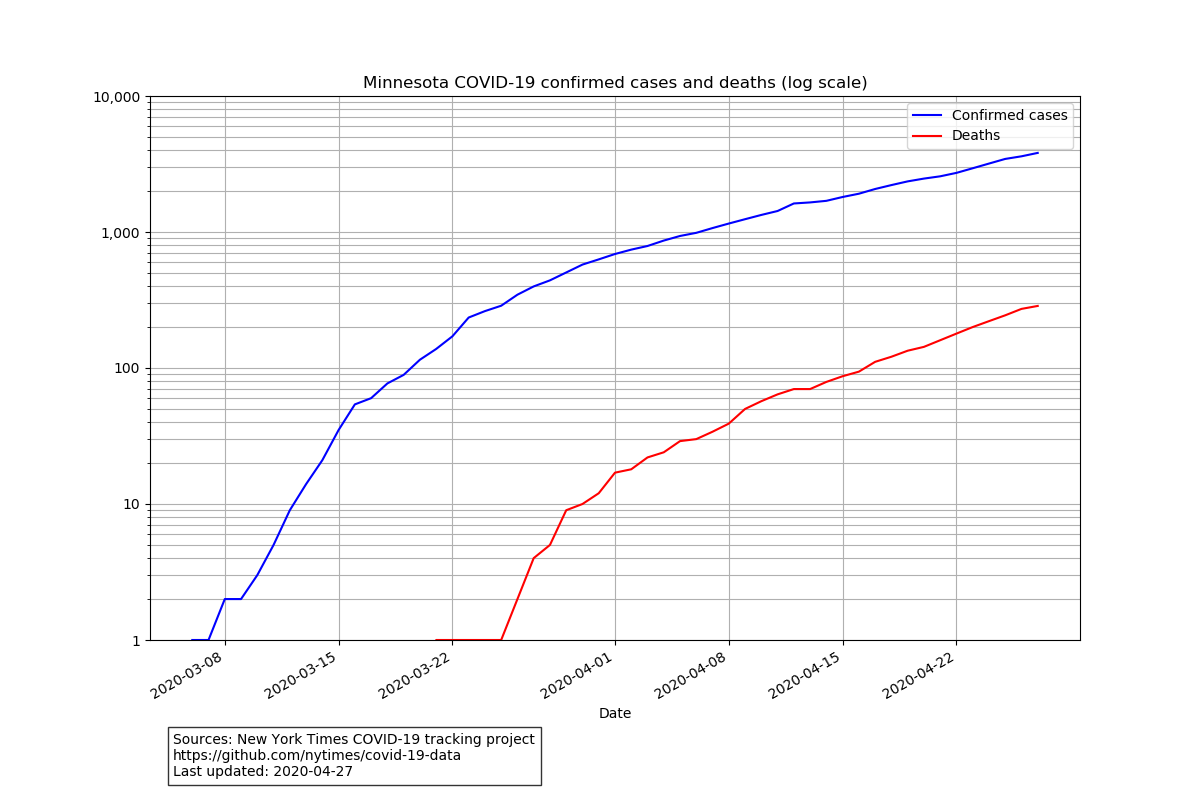 Minnesota COVID-19 confirmed cases and deaths (log scale)
10,000
1,000
100
10
1
Confirmed cases
Deaths
2020-03-08
2020-03-15
2020-03-22
2020-04-01
2020-04-08
2020-04-15
2020-04-22
Date
Sources: New York Times COVID-19 tracking project
https://github.com/nytimes/covid-19-data
Last updated: 2020-04-27